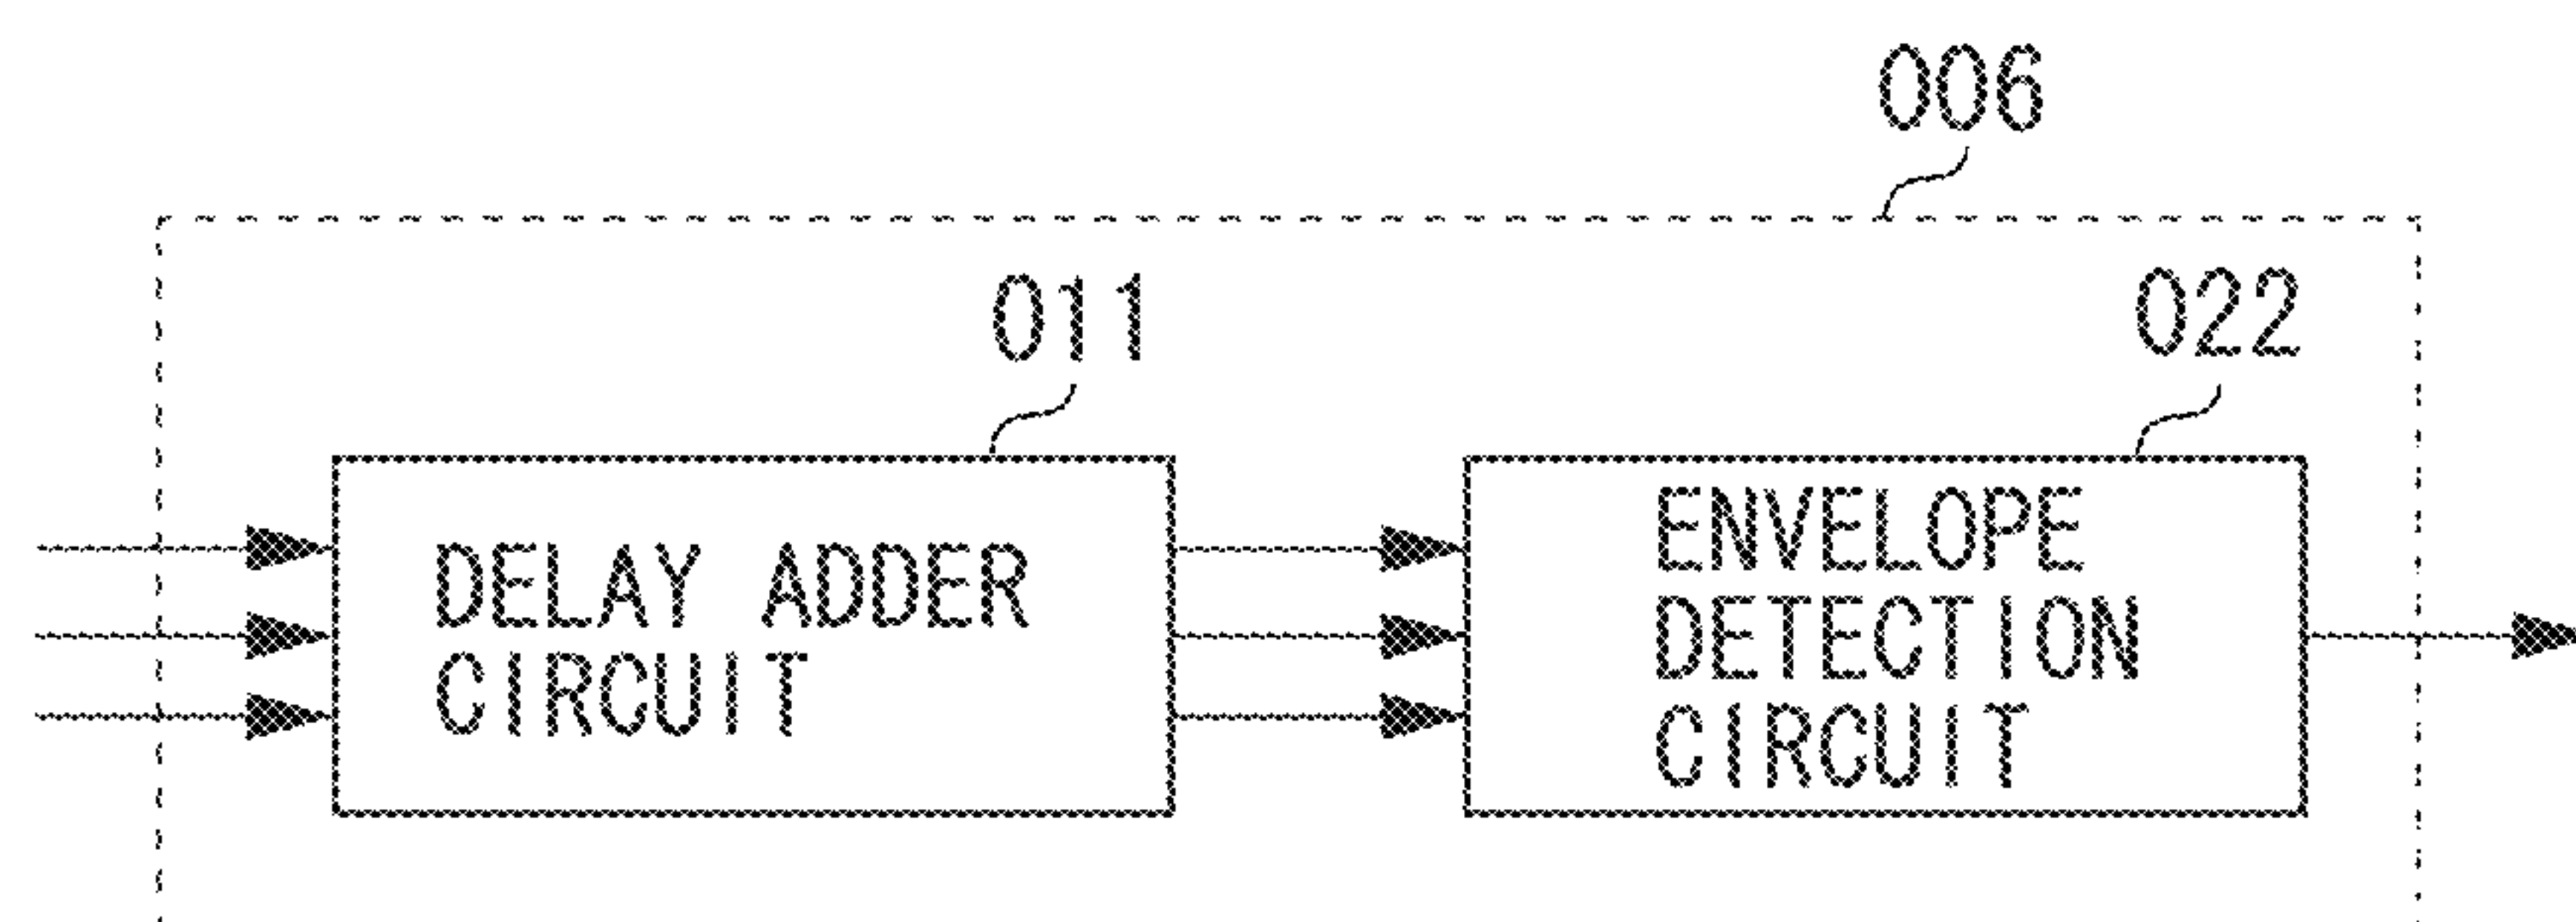 006
011
022
DELAY ADDER
CIRCUIT
ENVELOPE
DETECTION
CIRCUIT